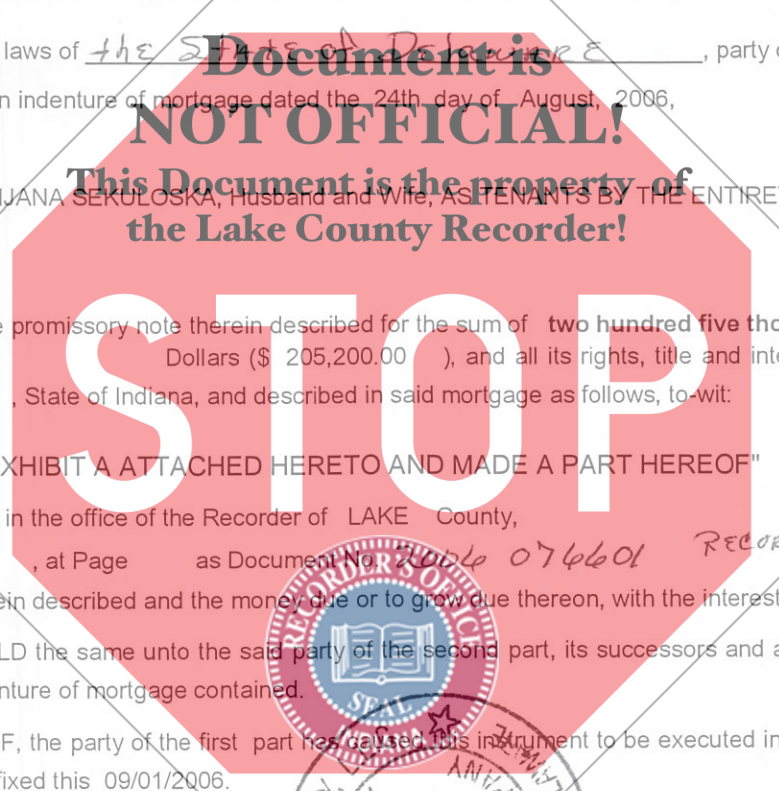 laws of the State of Delaware, party o
Document is
n indenture of mortgage dated the 24th day of August, 2006,
NOT OFFICIAL!
This Document is the property of
IJANA SEKULOSKA, Husband and Wife, AS TENANTS BY THE ENTIRE
the Lake County Recorder!
e promissory note therein described for the sum of two hundred five tho
Dollars ($ 205,200.00 ), and all its rights, title and inte
, State of Indiana, and described in said mortgage as follows, to-wit:
STOP
XHIBIT A ATTACHED HERETO AND MADE A PART HEREOF"
in the office of the Recorder of LAKE County,
, at Page as Document No. 2006 076601 RECOR
ein described and the money due or to grow due thereon, with the interest
RECORDER'S OFFICE
LD the same unto the said party of the second part, its successors and a
nture of mortgage contained.
SEAL
F, the party of the first part has caused this instrument to be executed in
fixed this 09/01/2006.